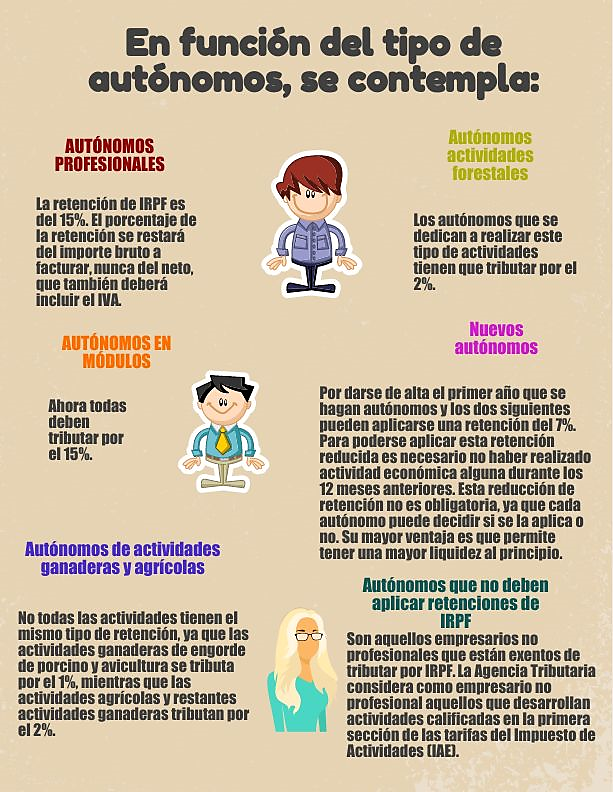 En función del tipo de
autónomos, se contempla:
AUTÓNOMOS
PROFESIONALES
La retención de IRPF es
del 15%. El porcentaje de
la retención se restará
del importe bruto a
facturar, nunca del neto,
que también deberá
incluir el IVA.
Autónomos
actividades
forestales
Los autónomos que se
dedican a realizar este
tipo de actividades
tienen que tributar por el
2%.
AUTÓNOMOS EN
MÓDULOS
Ahora todas
deben
tributar por
el 15%.
Nuevos
autónomos
Por darse de alta el primer año que se
hagan autónomos y los dos siguientes
pueden aplicarse una retención del 7%.
Para poderse aplicar esta retención
reducida es necesario no haber realizado
actividad económica alguna durante los
12 meses anteriores. Esta reducción de
retención no es obligatoria, ya que cada
autónomo puede decidir si se la aplica o
no. Su mayor ventaja es que permite
tener una mayor liquidez al principio.
Autónomos de actividades
ganaderas y agrícolas
No todas las actividades tienen el
mismo tipo de retención, ya que las
actividades ganaderas de engorde
de porcino y avicultura se tributa
por el 1%, mientras que las
actividades agrícolas y restantes
actividades ganaderas tributan por
el 2%.
Autónomos que no deben
aplicar retenciones de
IRPF
Son aquellos empresarios no
profesionales que están exentos de
tributar por IRPF. La Agencia Tributaria
considera como empresario no
profesional aquellos que desarrollan
actividades calificadas en la primera
sección de las tarifas del Impuesto de
Actividades (IAE).